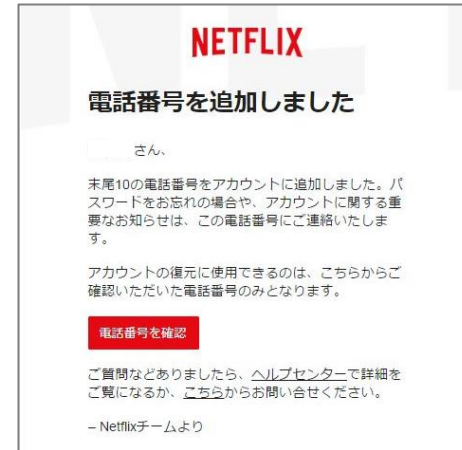 NETFLIX
電話番号を追加しました
さん、
末尾10の電話番号をアカウントに追加しました。パ
スワードをお忘れの場合や、アカウントに関する重
要なお知らせは、この電話番号にご連絡いたしま
す。
アカウントの復元に使用できるのは、こちらからご
確認いただいた電話番号のみとなります。
電話番号を確認
ご質問などありましたら、ヘルプセンターで詳細を
ご覧になるか、こちらからお問い合せください。
– Netflixチームより